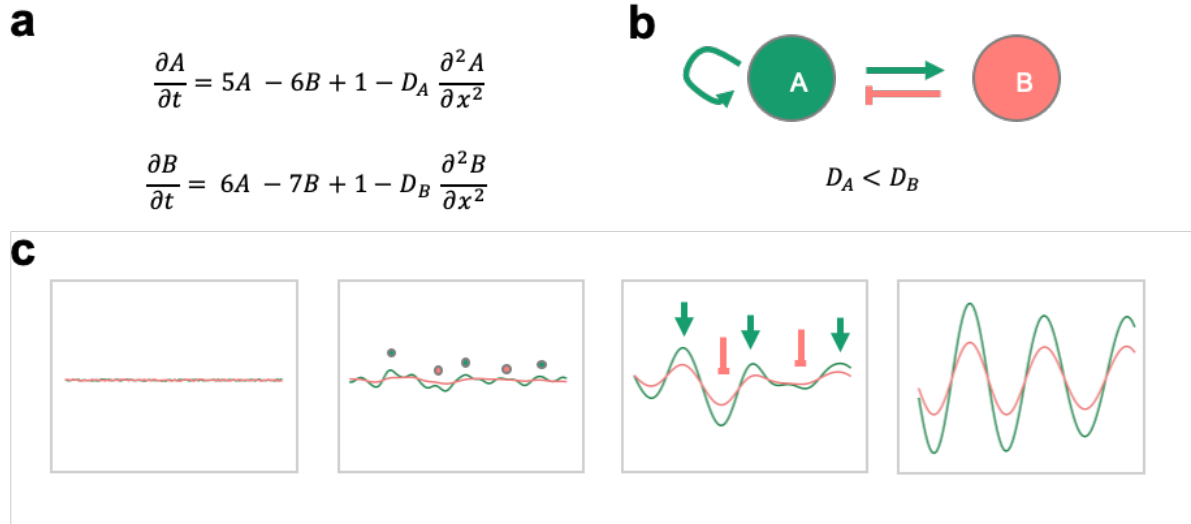 a
∂A/∂t = 5A − 6B + 1 − D_A ∂²A/∂x²
∂B/∂t = 6A − 7B + 1 − D_B ∂²B/∂x²
b
A
B
D_A < D_B
c